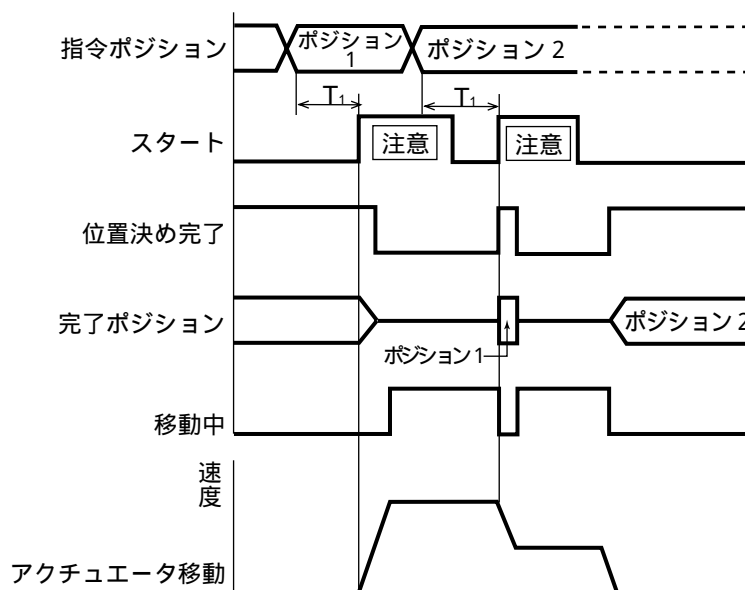 指令ポジション
ポジション
1
ポジション 2
T₁
T₁
スタート
注意
注意
位置決め完了
完了ポジション
ポジション 2
ポジション1
移動中
速度
アクチュエータ移動